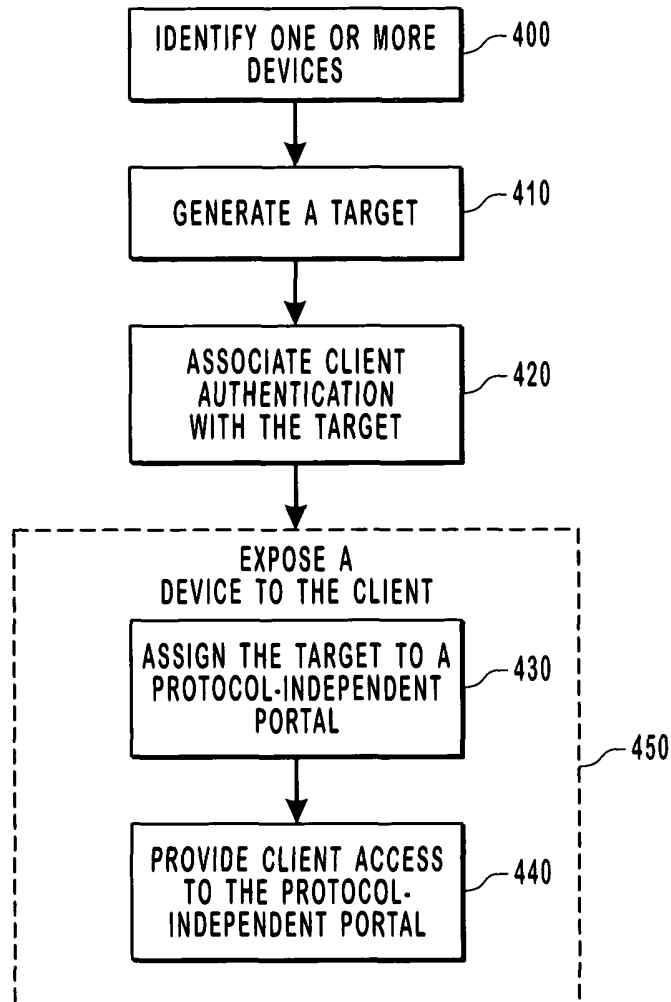 IDENTIFY ONE OR MORE
DEVICES
400
GENERATE A TARGET
410
ASSOCIATE CLIENT
AUTHENTICATION
WITH THE TARGET
420
EXPOSE A
DEVICE TO THE CLIENT
ASSIGN THE TARGET TO A
PROTOCOL-INDEPENDENT
PORTAL
430
450
PROVIDE CLIENT ACCESS
TO THE PROTOCOL-
INDEPENDENT PORTAL
440